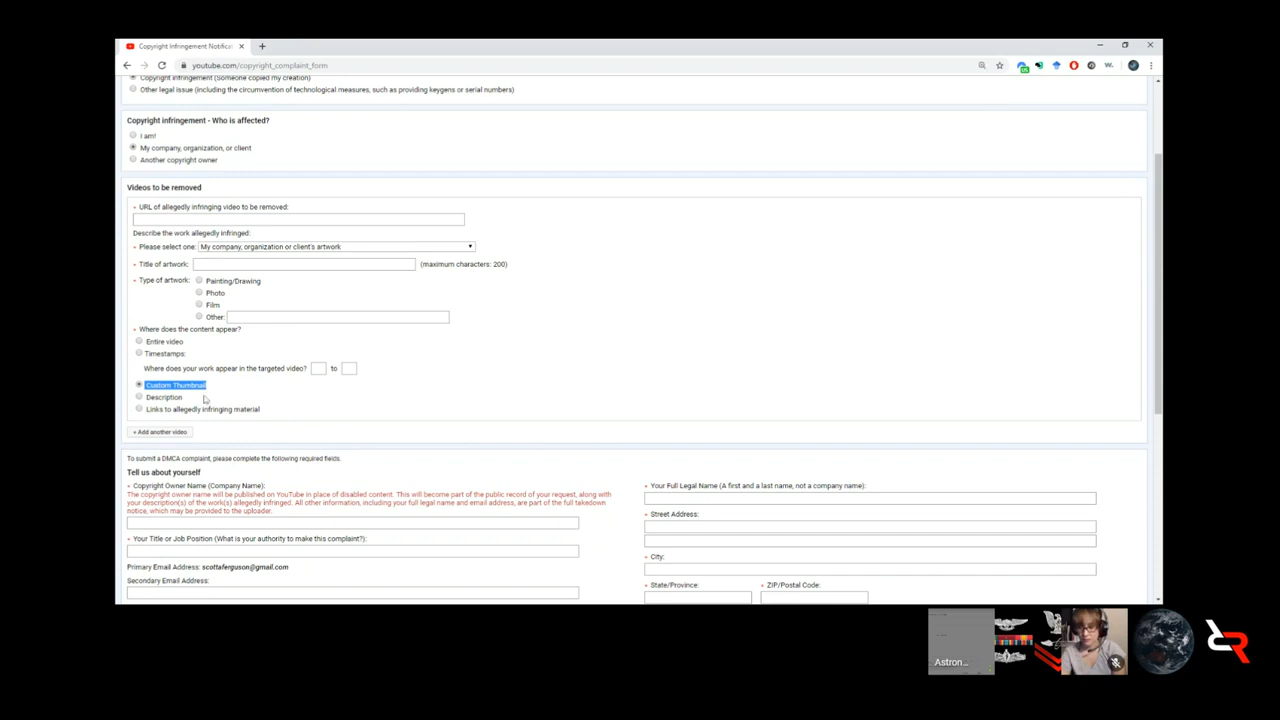 Copyright Infringement Notificat
youtube.com/copyright_complaint_form
Copyright infringement (Someone copied my creation)
Other legal issue (including the circumvention of technological measures, such as providing keygens or serial numbers)
Copyright infringement - Who is affected?
I am!
My company, organization, or client
Another copyright owner
Videos to be removed
* URL of allegedly infringing video to be removed:
Describe the work allegedly infringed:
* Please select one: My company, organization or client's artwork
* Title of artwork: (maximum characters: 200)
* Type of artwork: Painting/Drawing
Photo
Film
Other:
* Where does the content appear?
Entire video
Timestamps:
Where does your work appear in the targeted video? to
Custom Thumbnail
Description
Links to allegedly infringing material
+ Add another video
To submit a DMCA complaint, please complete the following required fields.
Tell us about yourself
* Copyright Owner Name (Company Name):
The copyright owner name will be published on YouTube in place of disabled content. This will become part of the public record of your request, along with
your description(s) of the work(s) allegedly infringed. All other information, including your full legal name and email address, are part of the full takedown
notice, which may be provided to the uploader.
* Your Title or Job Position (What is your authority to make this complaint?):
Primary Email Address: scottaferguson@gmail.com
Secondary Email Address:
* Your Full Legal Name (A first and a last name, not a company name):
* Street Address:
* City:
* State/Province: * ZIP/Postal Code:
Astron...